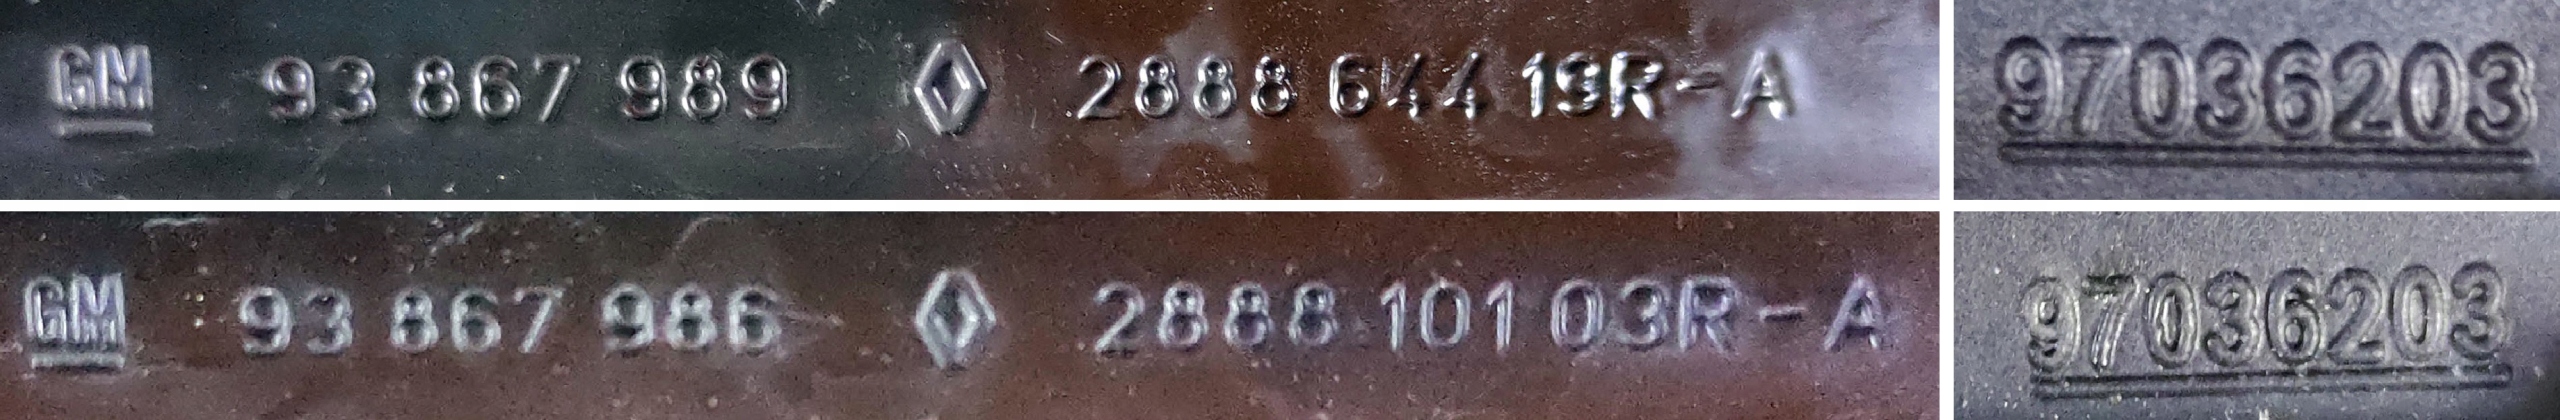 GM 93 867 989 2888 644 19R-A
97036203
GM 93 867 986 2888 101 03R-A
97036203